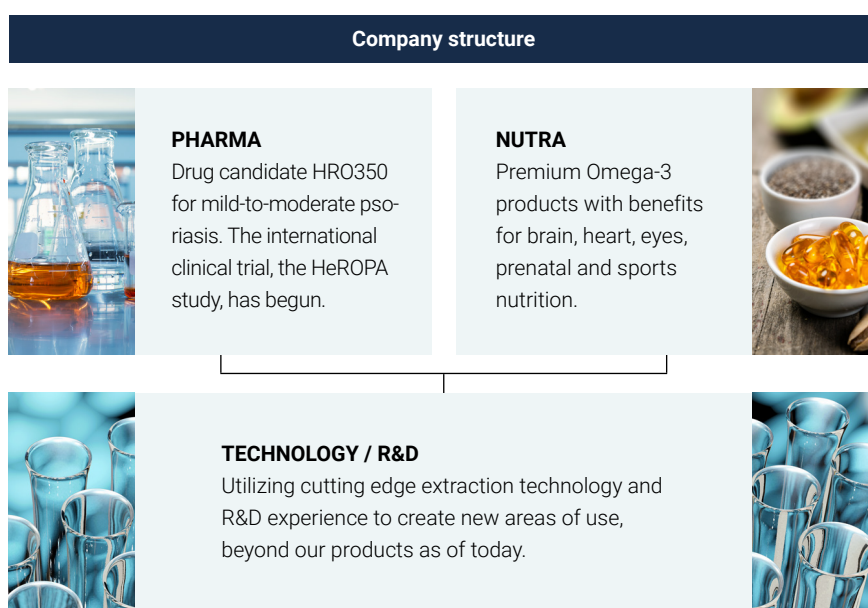 Company structure
PHARMA
Drug candidate HRO350
for mild-to-moderate pso-
riasis. The international
clinical trial, the HeROPA
study, has begun.
NUTRA
Premium Omega-3
products with benefits
for brain, heart, eyes,
prenatal and sports
nutrition.
TECHNOLOGY / R&D
Utilizing cutting edge extraction technology and
R&D experience to create new areas of use,
beyond our products as of today.